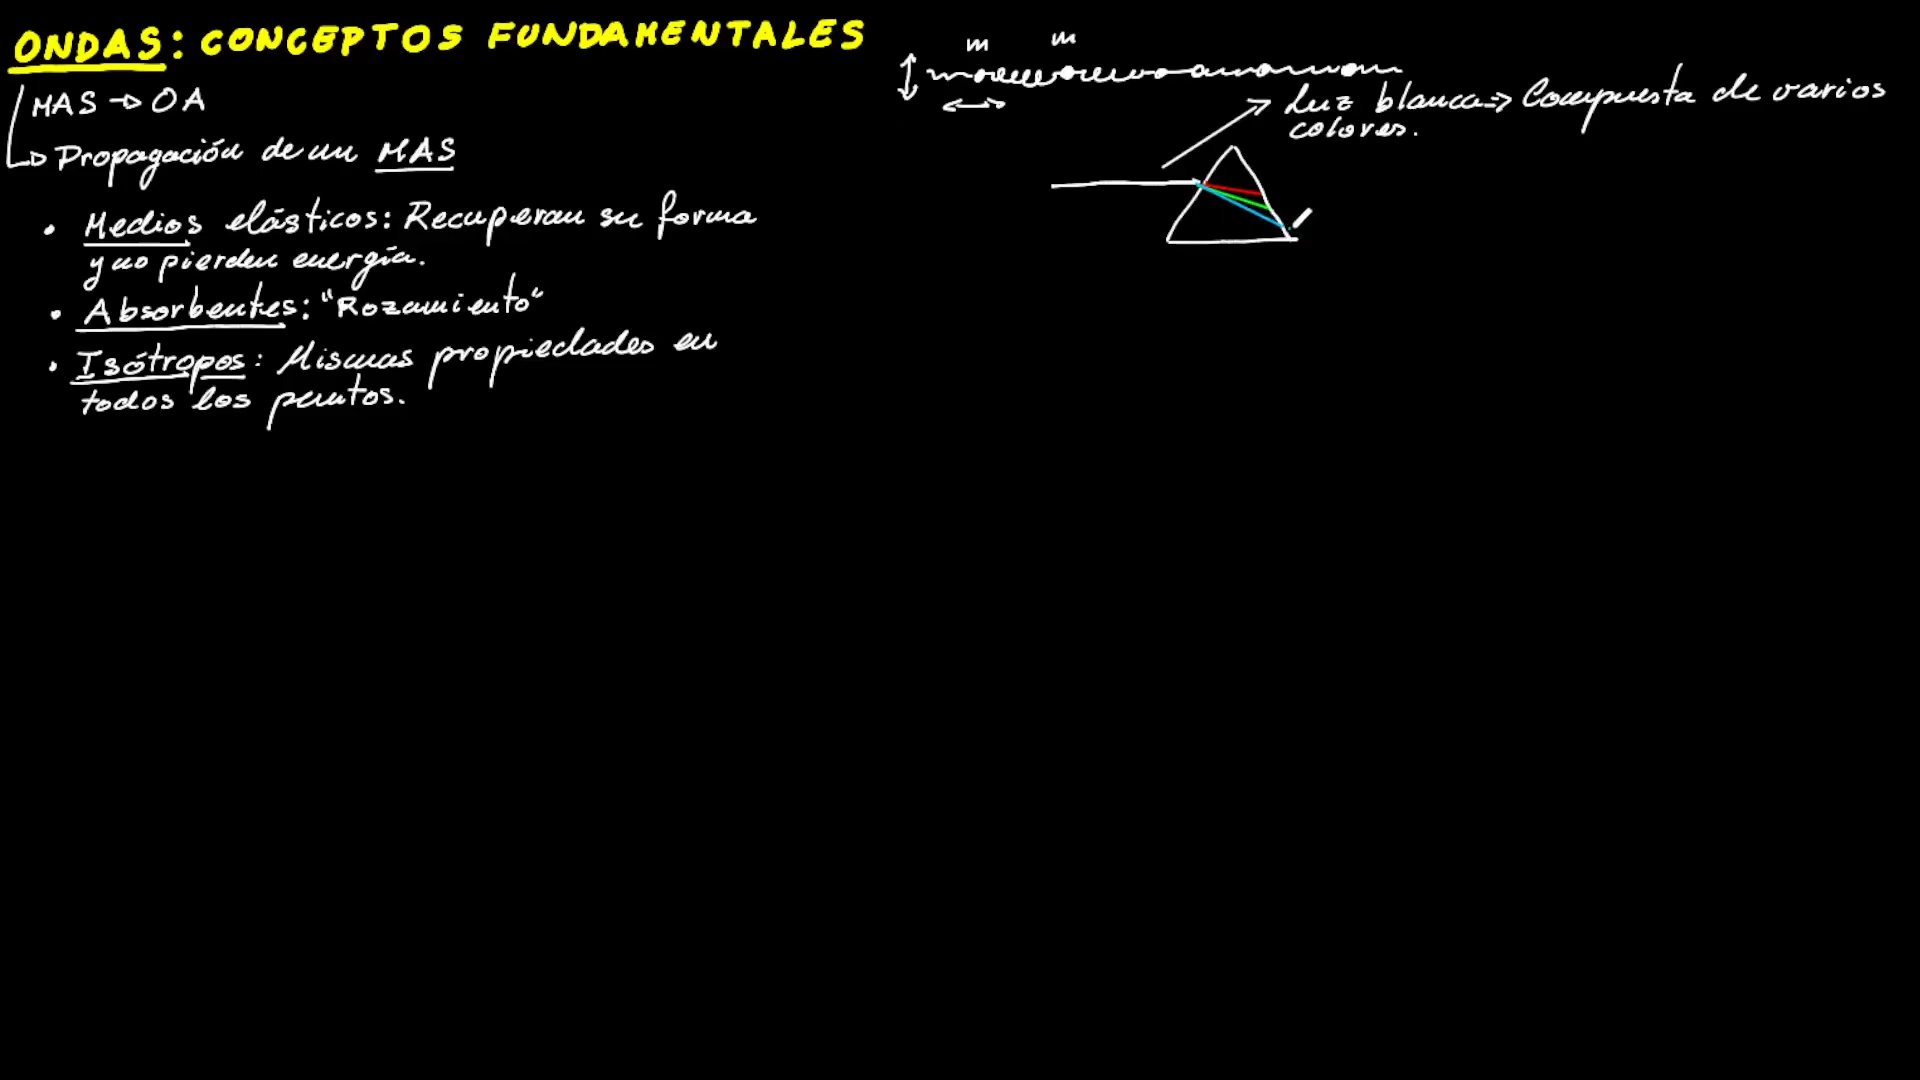 ONDAS: CONCEPTOS FUNDAMENTALES
MAS → OA
↳ Propagación de un MAS
• Medios elásticos: Recuperan su forma
y no pierden energía.
• Absorbentes: "Rozamiento"
• Isótropos: Mismas propiedades en
todos los puntos.
m m
Luz blanca => Compuesta de varios
colores.